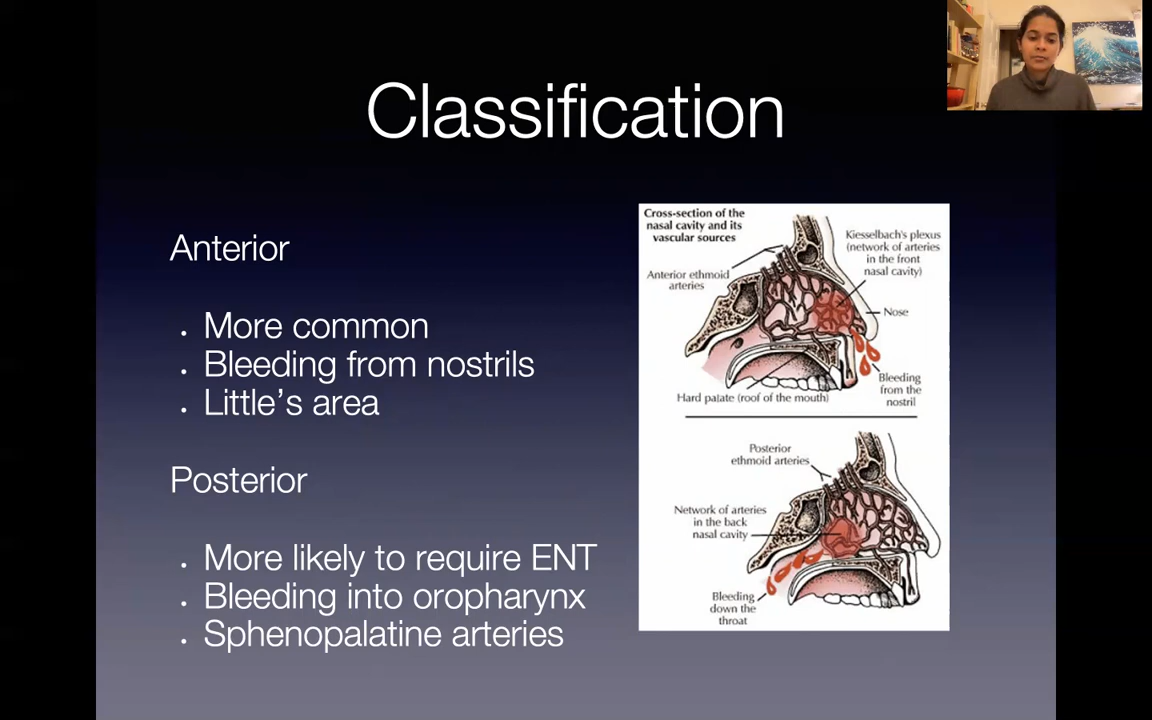 Classification
Anterior
. More common
. Bleeding from nostrils
. Little’s area
Posterior
. More likely to require ENT
. Bleeding into oropharynx
. Sphenopalatine arteries
Cross-section of the
nasal cavity and its
vascular sources
Kiesselbach's plexus
(network of arteries
in the front
nasal cavity)
Anterior ethmoid
arteries
Nose
Bleeding
from the
nostril
Hard palate (roof of the mouth)
Posterior
ethmoid arteries
Network of arteries
in the back
nasal cavity
Bleeding
down the
throat